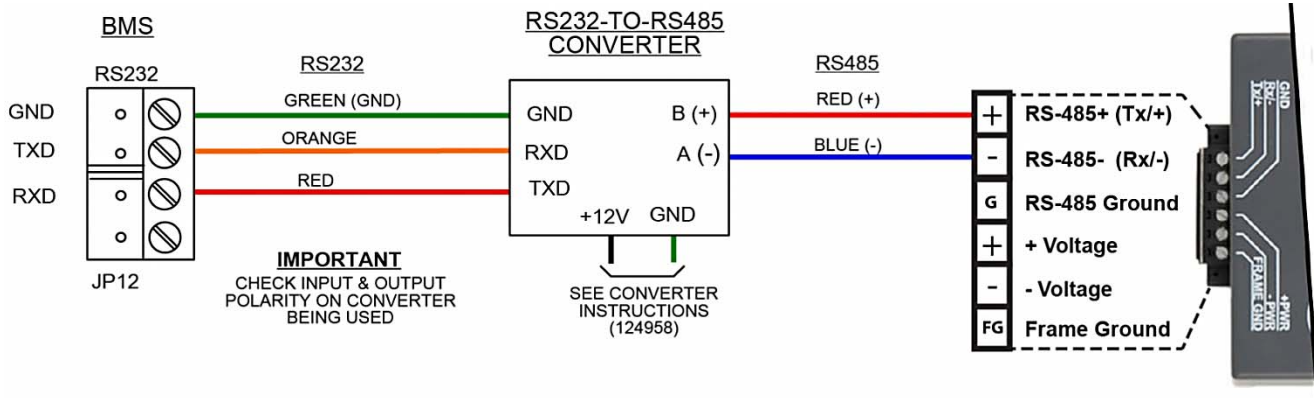 BMS
RS232
GND
TXD
RXD
JP12
RS232
GREEN (GND)
ORANGE
RED
IMPORTANT
CHECK INPUT & OUTPUT
POLARITY ON CONVERTER
BEING USED
RS232-TO-RS485
CONVERTER
GND
RXD
TXD
B (+)
A (-)
+12V GND
SEE CONVERTER
INSTRUCTIONS
(124958)
RS485
RED (+)
BLUE (-)
+ RS-485+ (Tx/+)
- RS-485- (Rx/-)
G RS-485 Ground
+ + Voltage
- - Voltage
FG Frame Ground
GND
Rx/-
Tx/+
+PWR
- PWR
FRAME GND